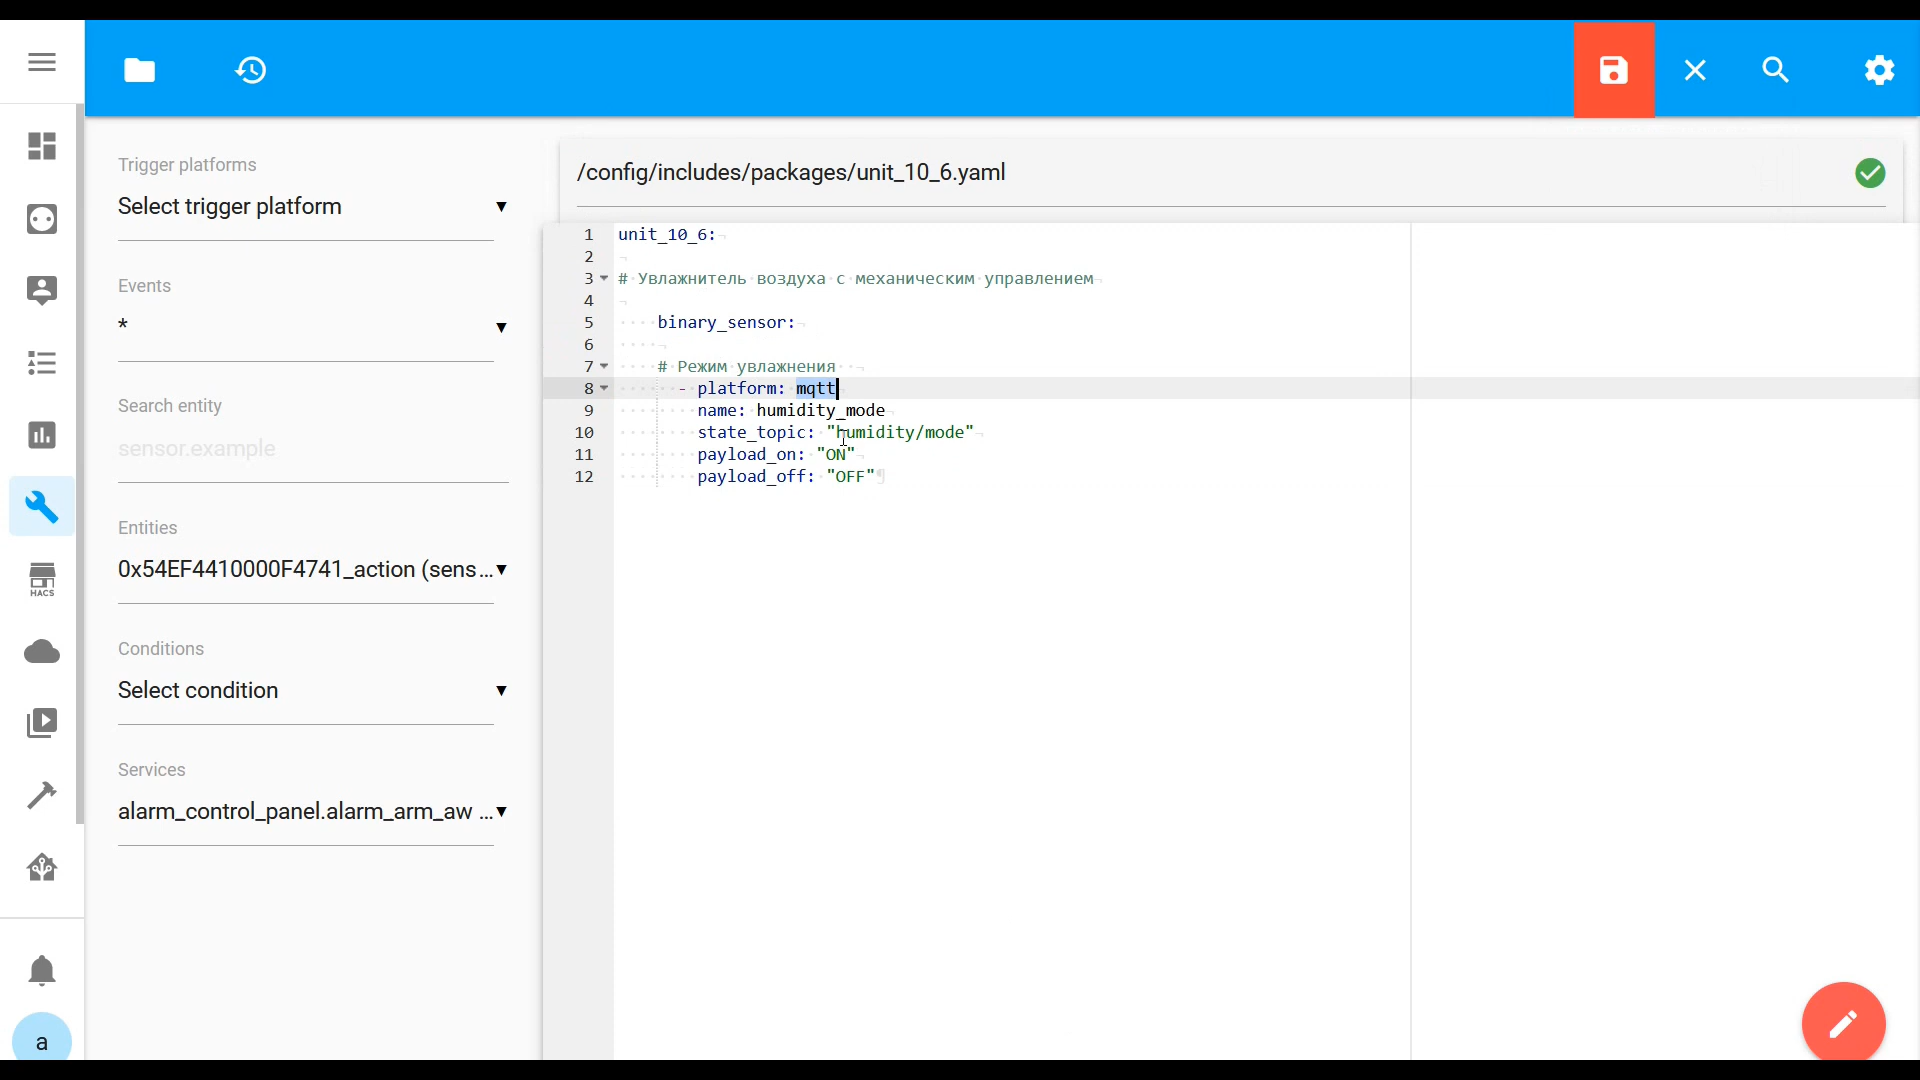 Trigger platforms
Select trigger platform
Events
*
Search entity
sensor.example
Entities
0x54EF4410000F4741_action (sens...
Conditions
Select condition
Services
alarm_control_panel.alarm_arm_aw ...
HACS
a
/config/includes/packages/unit_10_6.yaml
1 unit_10_6:
2
3 # Увлажнитель воздуха с механическим управлением
4
5 binary_sensor:
6
7 # Режим увлажнения
8 - platform: mqtt
9 name: humidity_mode
10 state_topic: "humidity/mode"
11 payload_on: "ON"
12 payload_off: "OFF"